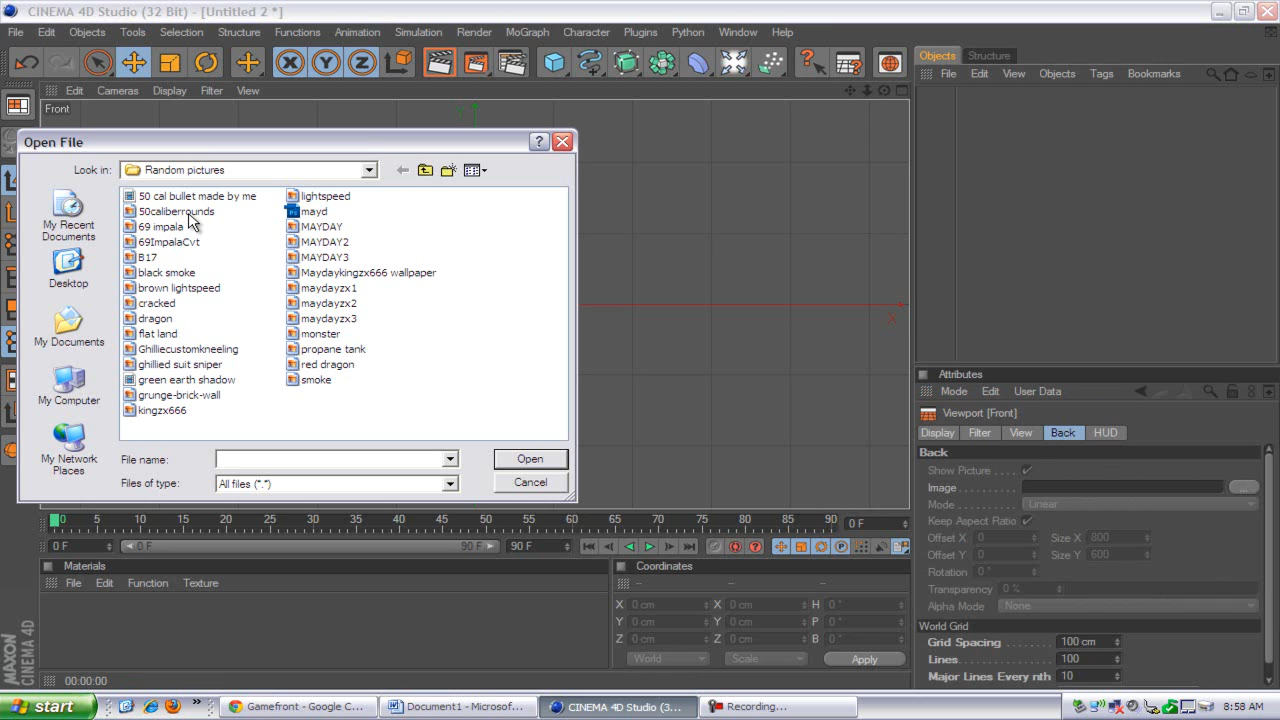 CINEMA 4D Studio (32 Bit) - [Untitled 2 *]
File Edit Objects Tools Selection Structure Functions Animation Simulation Render MoGraph Character Plugins Python Window Help
X Y Z
Edit Cameras Display Filter View
Front
Y
X
Open File
Look in: Random pictures
My Recent Documents
Desktop
My Documents
My Computer
My Network Places
50 cal bullet made by me
50caliberrounds
69 impala
69ImpalaCvt
B17
black smoke
brown lightspeed
cracked
dragon
flat land
Ghilliecustomkneeling
ghillied suit sniper
green earth shadow
grunge-brick-wall
kingzx666
lightspeed
mayd
MAYDAY
MAYDAY2
MAYDAY3
Maydaykingzx666 wallpaper
maydayzx1
maydayzx2
maydayzx3
monster
propane tank
red dragon
smoke
File name: Open
Files of type: All files (*.*) Cancel
Objects Structure
File Edit View Objects Tags Bookmarks
Attributes
Mode Edit User Data
Viewport [Front]
Display Filter View Back HUD
Back
Show Picture
Image ...
Mode Linear
Keep Aspect Ratio
Offset X 0 Size X 800
Offset Y 0 Size Y 600
Rotation 0 °
Transparency 0 %
Alpha Mode None
World Grid
Grid Spacing 100 cm
Lines 100
Major Lines Every nth 10
0 5 10 15 20 25 30 35 40 45 50 55 60 65 70 75 80 85 90 0 F
0 F 0 F 90 F 90 F
Materials
File Edit Function Texture
Coordinates
-- -- --
X 0 cm X 0 cm H 0 °
Y 0 cm Y 0 cm P 0 °
Z 0 cm Z 0 cm B 0 °
World Scale Apply
MAXON
CINEMA 4D
00:00:00
start Gamefront - Google C... Document1 - Microsof... CINEMA 4D Studio (3... Recording... 8:58 AM